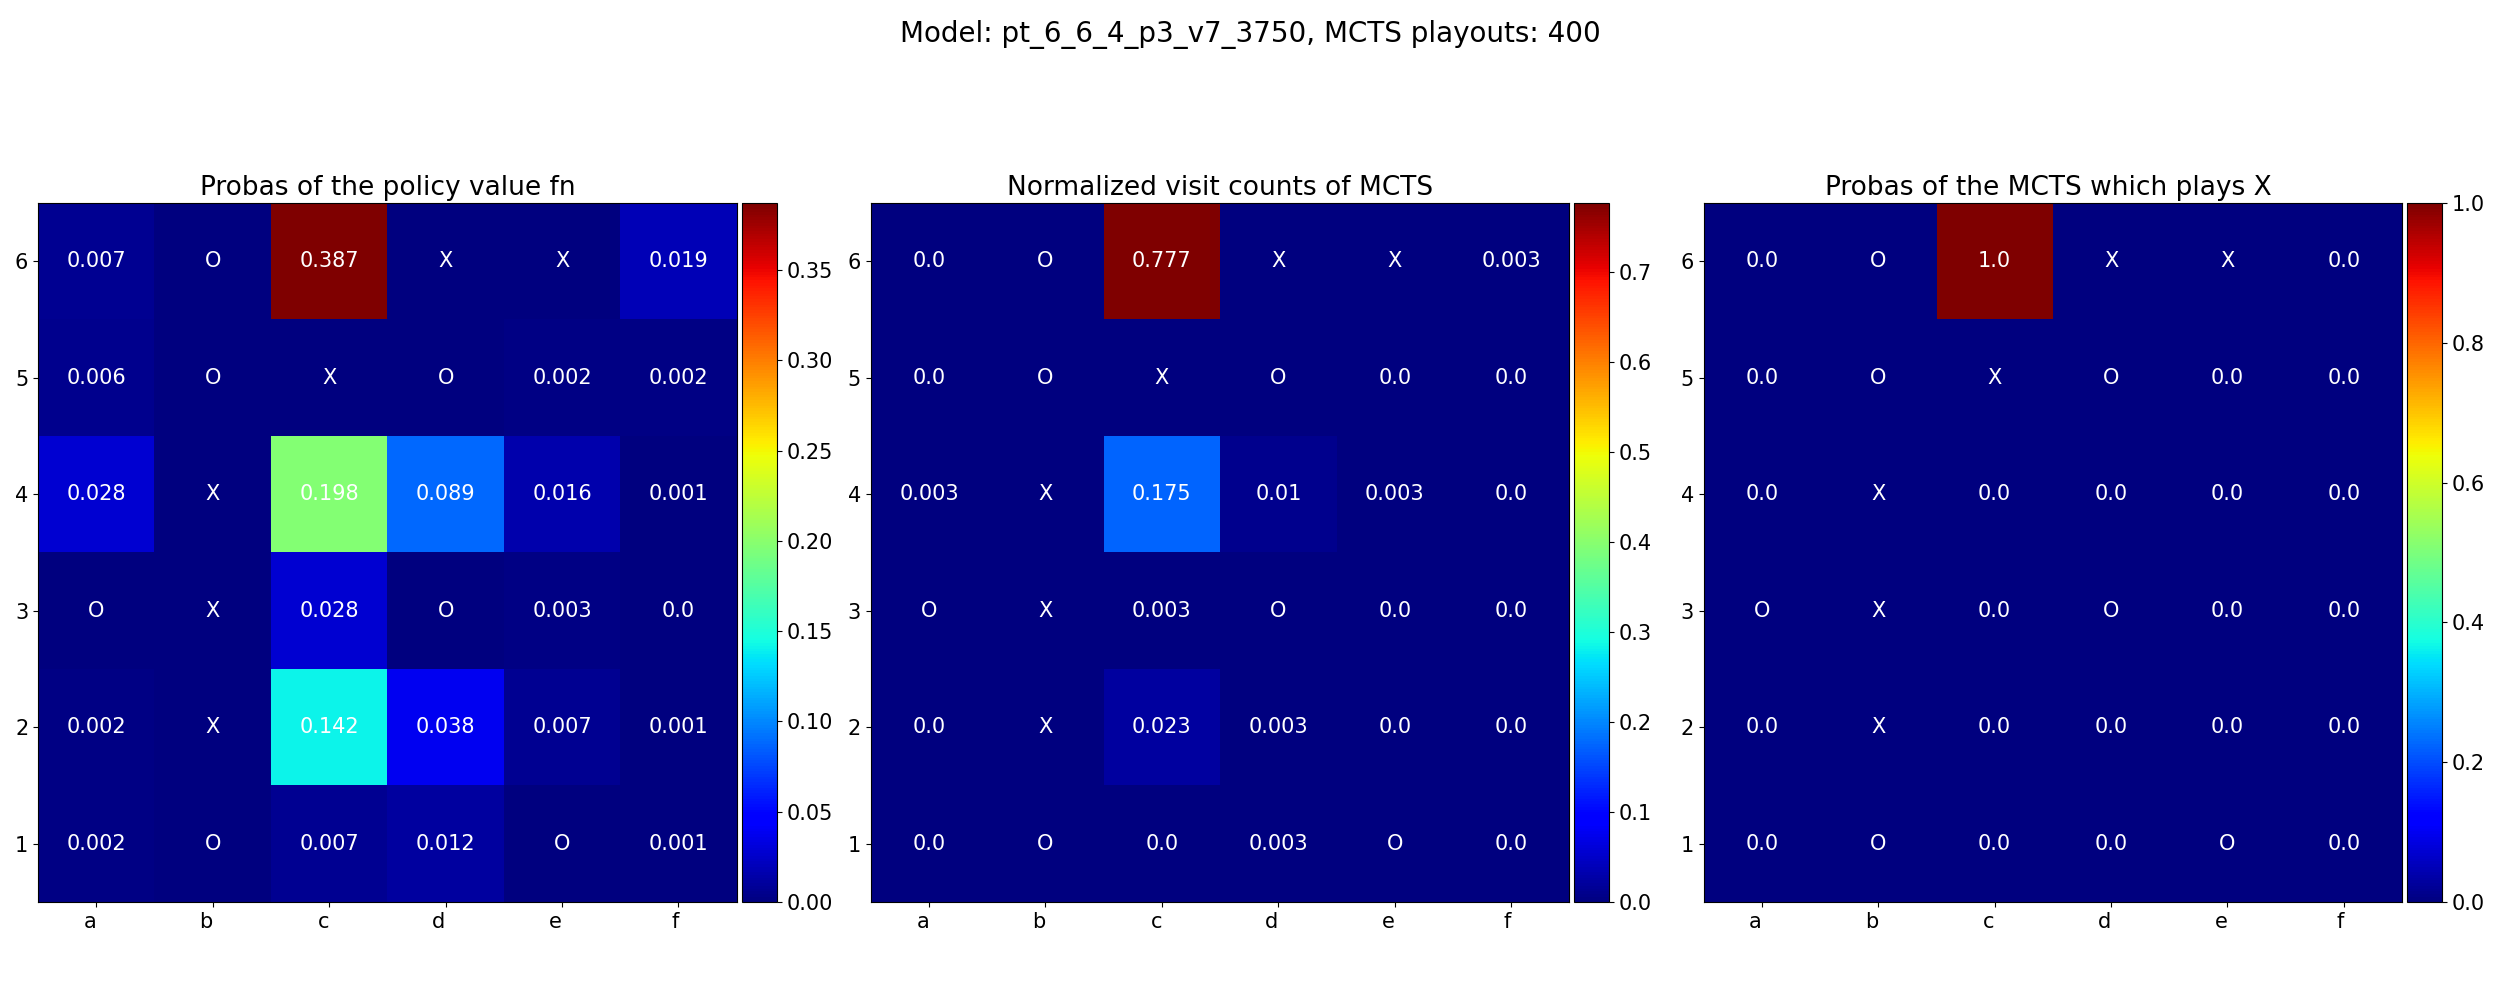 Model: pt_6_6_4_p3_v7_3750, MCTS playouts: 400
Probas of the policy value fn
6 0.007 O 0.387 X X 0.019
5 0.006 O X O 0.002 0.002
4 0.028 X 0.198 0.089 0.016 0.001
3 O X 0.028 O 0.003 0.0
2 0.002 X 0.142 0.038 0.007 0.001
1 0.002 O 0.007 0.012 O 0.001
a b c d e f
0.35
0.30
0.25
0.20
0.15
0.10
0.05
0.00
Normalized visit counts of MCTS
6 0.0 O 0.777 X X 0.003
5 0.0 O X O 0.0 0.0
4 0.003 X 0.175 0.01 0.003 0.0
3 O X 0.003 O 0.0 0.0
2 0.0 X 0.023 0.003 0.0 0.0
1 0.0 O 0.0 0.003 O 0.0
a b c d e f
0.7
0.6
0.5
0.4
0.3
0.2
0.1
0.0
Probas of the MCTS which plays X
6 0.0 O 1.0 X X 0.0
5 0.0 O X O 0.0 0.0
4 0.0 X 0.0 0.0 0.0 0.0
3 O X 0.0 O 0.0 0.0
2 0.0 X 0.0 0.0 0.0 0.0
1 0.0 O 0.0 0.0 O 0.0
a b c d e f
1.0
0.8
0.6
0.4
0.2
0.0